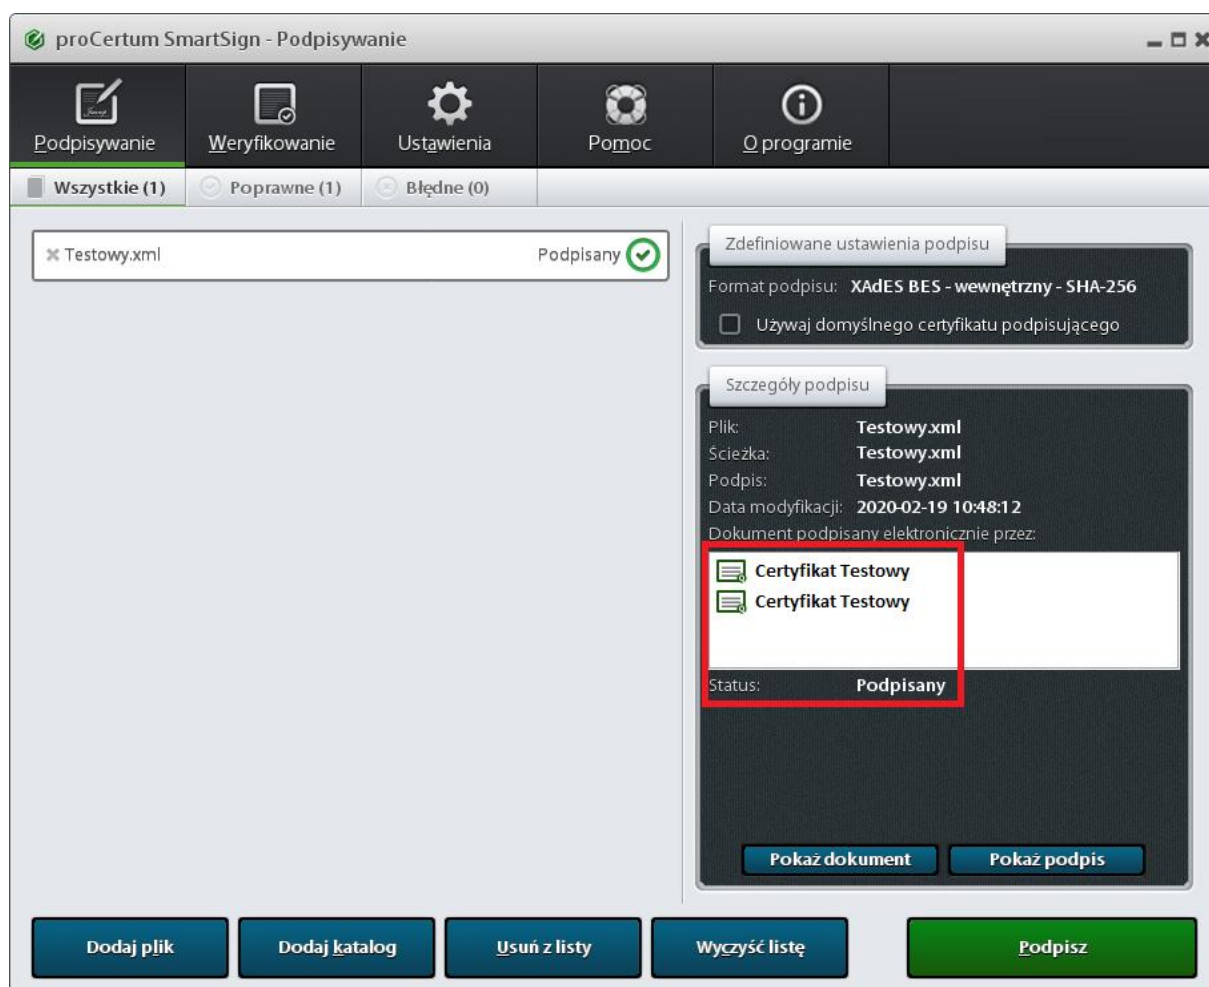 proCertum SmartSign - Podpisywanie
Podpisywanie Weryfikowanie Ustawienia Pomoc O programie
Wszystkie (1) Poprawne (1) Błędne (0)
Testowy.xml Podpisany
Zdefiniowane ustawienia podpisu
Format podpisu: XAdES BES - wewnętrzny - SHA-256
Używaj domyślnego certyfikatu podpisującego
Szczegóły podpisu
Plik: Testowy.xml
Ścieżka: Testowy.xml
Podpis: Testowy.xml
Data modyfikacji: 2020-02-19 10:48:12
Dokument podpisany elektronicznie przez:
Certyfikat Testowy
Certyfikat Testowy
Status: Podpisany
Pokaż dokument Pokaż podpis
Dodaj plik Dodaj katalog Usuń z listy Wyczyść listę Podpisz